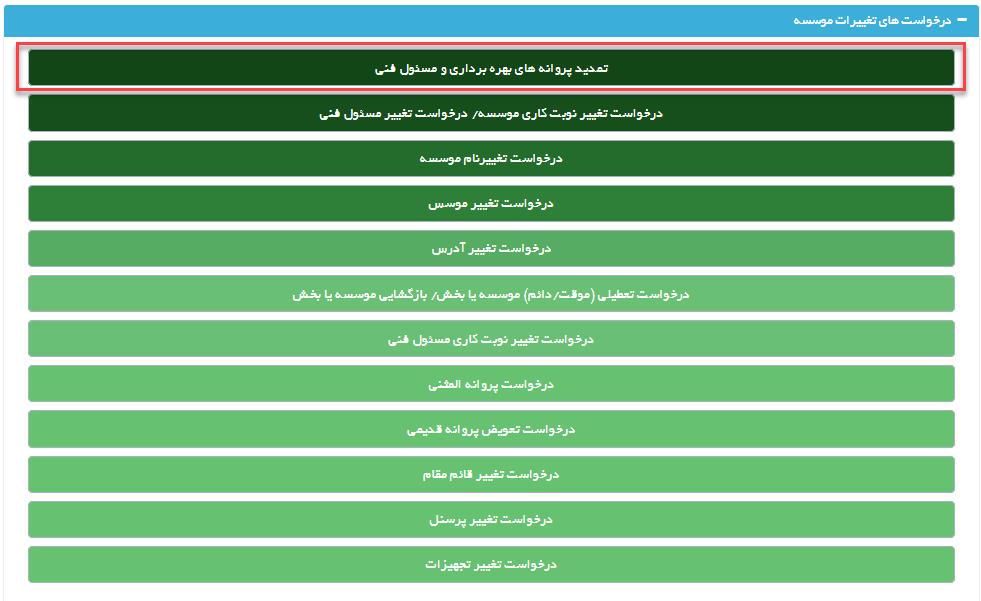 درخواست های تغییرات موسسه
تمدید پروانه های بهره برداری و مسئول فنی
درخواست تغییر نوبت کاری موسسه/ درخواست تغییر مسئول فنی
درخواست تغییرنام موسسه
درخواست تغییر موسس
درخواست تغییر آدرس
درخواست تعطیلی (موقت/دائم) موسسه یا بخش/ بازگشایی موسسه یا بخش
درخواست تغییر نوبت کاری مسئول فنی
درخواست پروانه المثنی
درخواست تعویض پروانه قدیمی
درخواست تغییر قائم مقام
درخواست تغییر پرسنل
درخواست تغییر تجهیزات